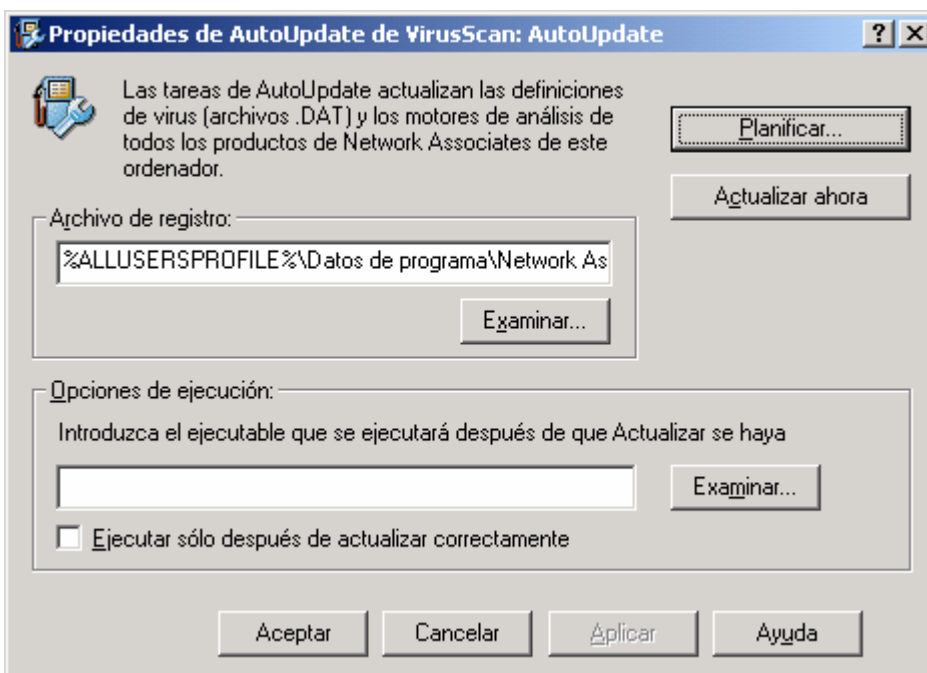 Propiedades de AutoUpdate de VirusScan: AutoUpdate
Las tareas de AutoUpdate actualizan las definiciones
de virus (archivos .DAT) y los motores de análisis de
todos los productos de Network Associates de este
ordenador.
Planificar...
Actualizar ahora
Archivo de registro:
%ALLUSERSPROFILE%\Datos de programa\Network As
Examinar...
Opciones de ejecución:
Introduzca el ejecutable que se ejecutará después de que Actualizar se haya
Examinar...
Ejecutar sólo después de actualizar correctamente
Aceptar
Cancelar
Aplicar
Ayuda